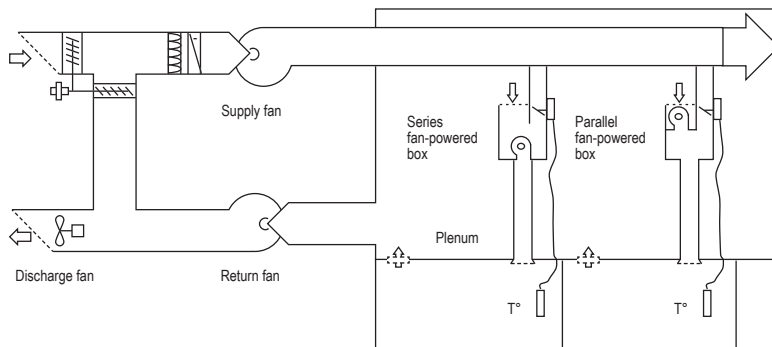 Supply fan
Series
fan-powered
box
Parallel
fan-powered
box
Plenum
Discharge fan
Return fan
T°
T°